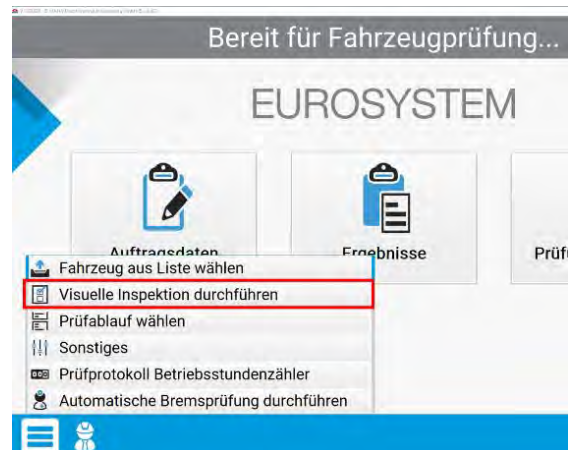 Bereit für Fahrzeugprüfung...
EUROSYSTEM
Auftragsdaten
Ergebnisse
Prüf
Fahrzeug aus Liste wählen
Visuelle Inspektion durchführen
Prüfablauf wählen
Sonstiges
Prüfprotokoll Betriebsstundenzähler
Automatische Bremsprüfung durchführen